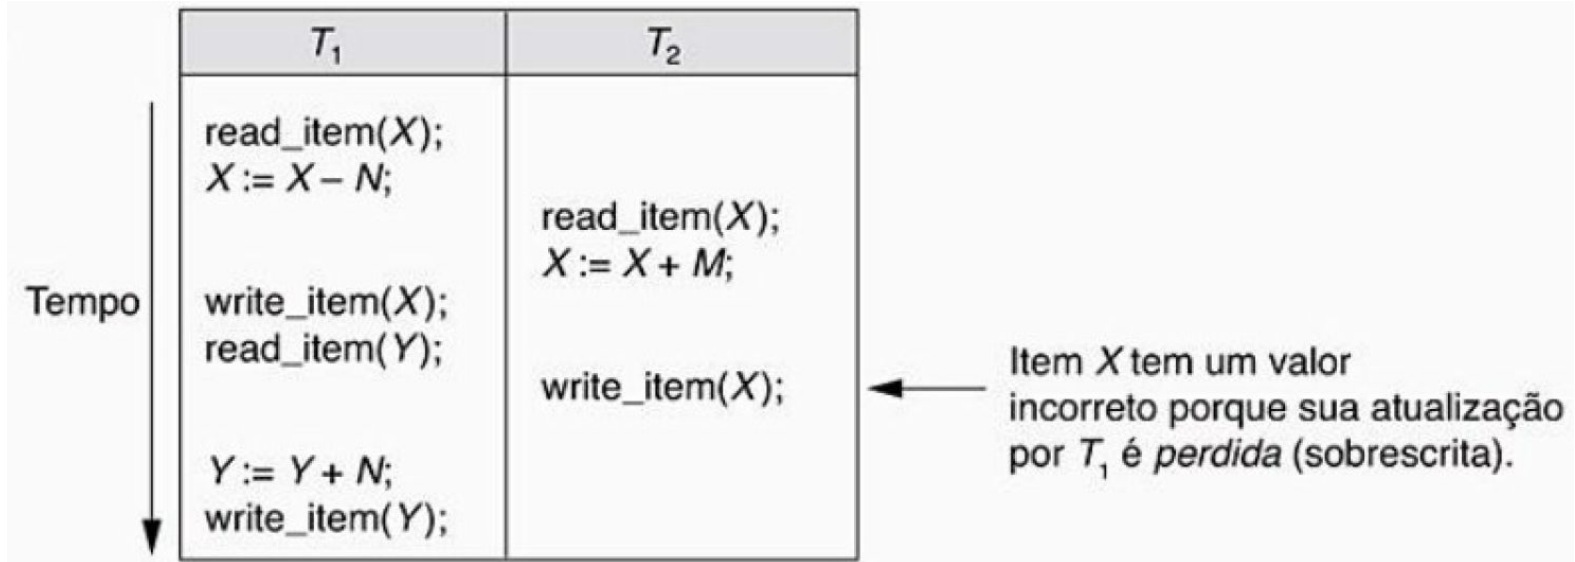 T₁ T₂
read_item(X);
X := X – N;
read_item(X);
X := X + M;
Tempo
write_item(X);
read_item(Y);
write_item(X);
Item X tem um valor
incorreto porque sua atualização
por T₁ é perdida (sobrescrita).
Y := Y + N;
write_item(Y);